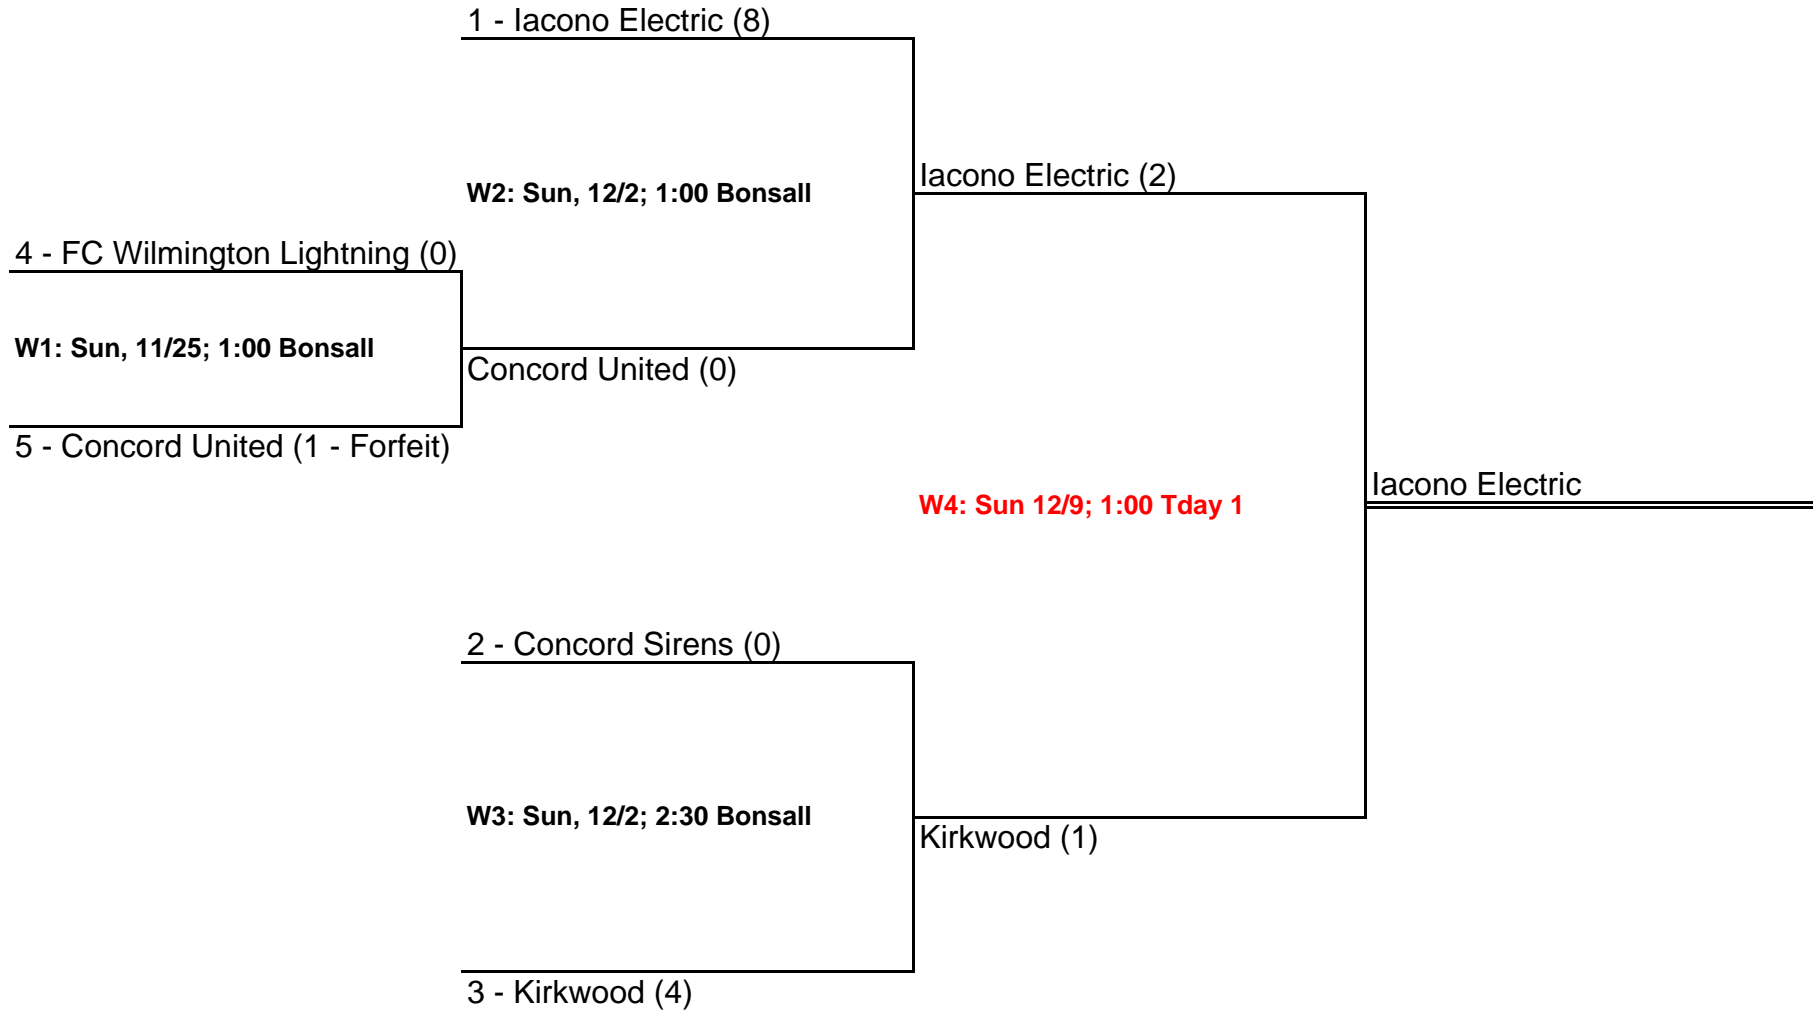 1 - Iacono Electric (8)
W2: Sun, 12/2; 1:00 Bonsall
Iacono Electric (2)
4 - FC Wilmington Lightning (0)
W1: Sun, 11/25; 1:00 Bonsall
Concord United (0)
5 - Concord United (1 - Forfeit)
W4: Sun 12/9; 1:00 Tday 1
Iacono Electric
2 - Concord Sirens (0)
W3: Sun, 12/2; 2:30 Bonsall
Kirkwood (1)
3 - Kirkwood (4)